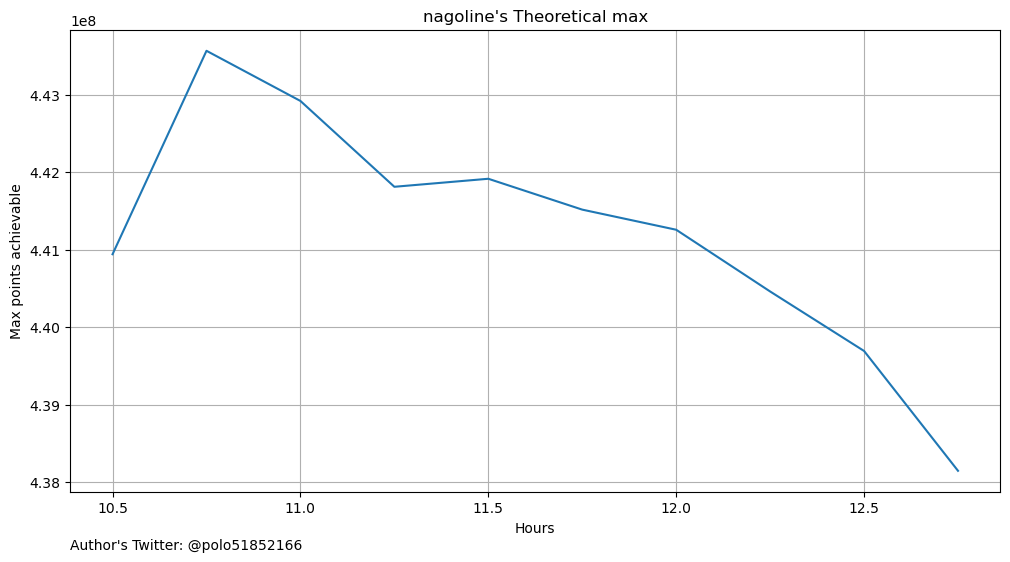 nagoline's Theoretical max
1e8
4.43
4.42
4.41
4.40
4.39
4.38
Max points achievable
10.5 11.0 11.5 12.0 12.5
Hours
Author's Twitter: @polo51852166